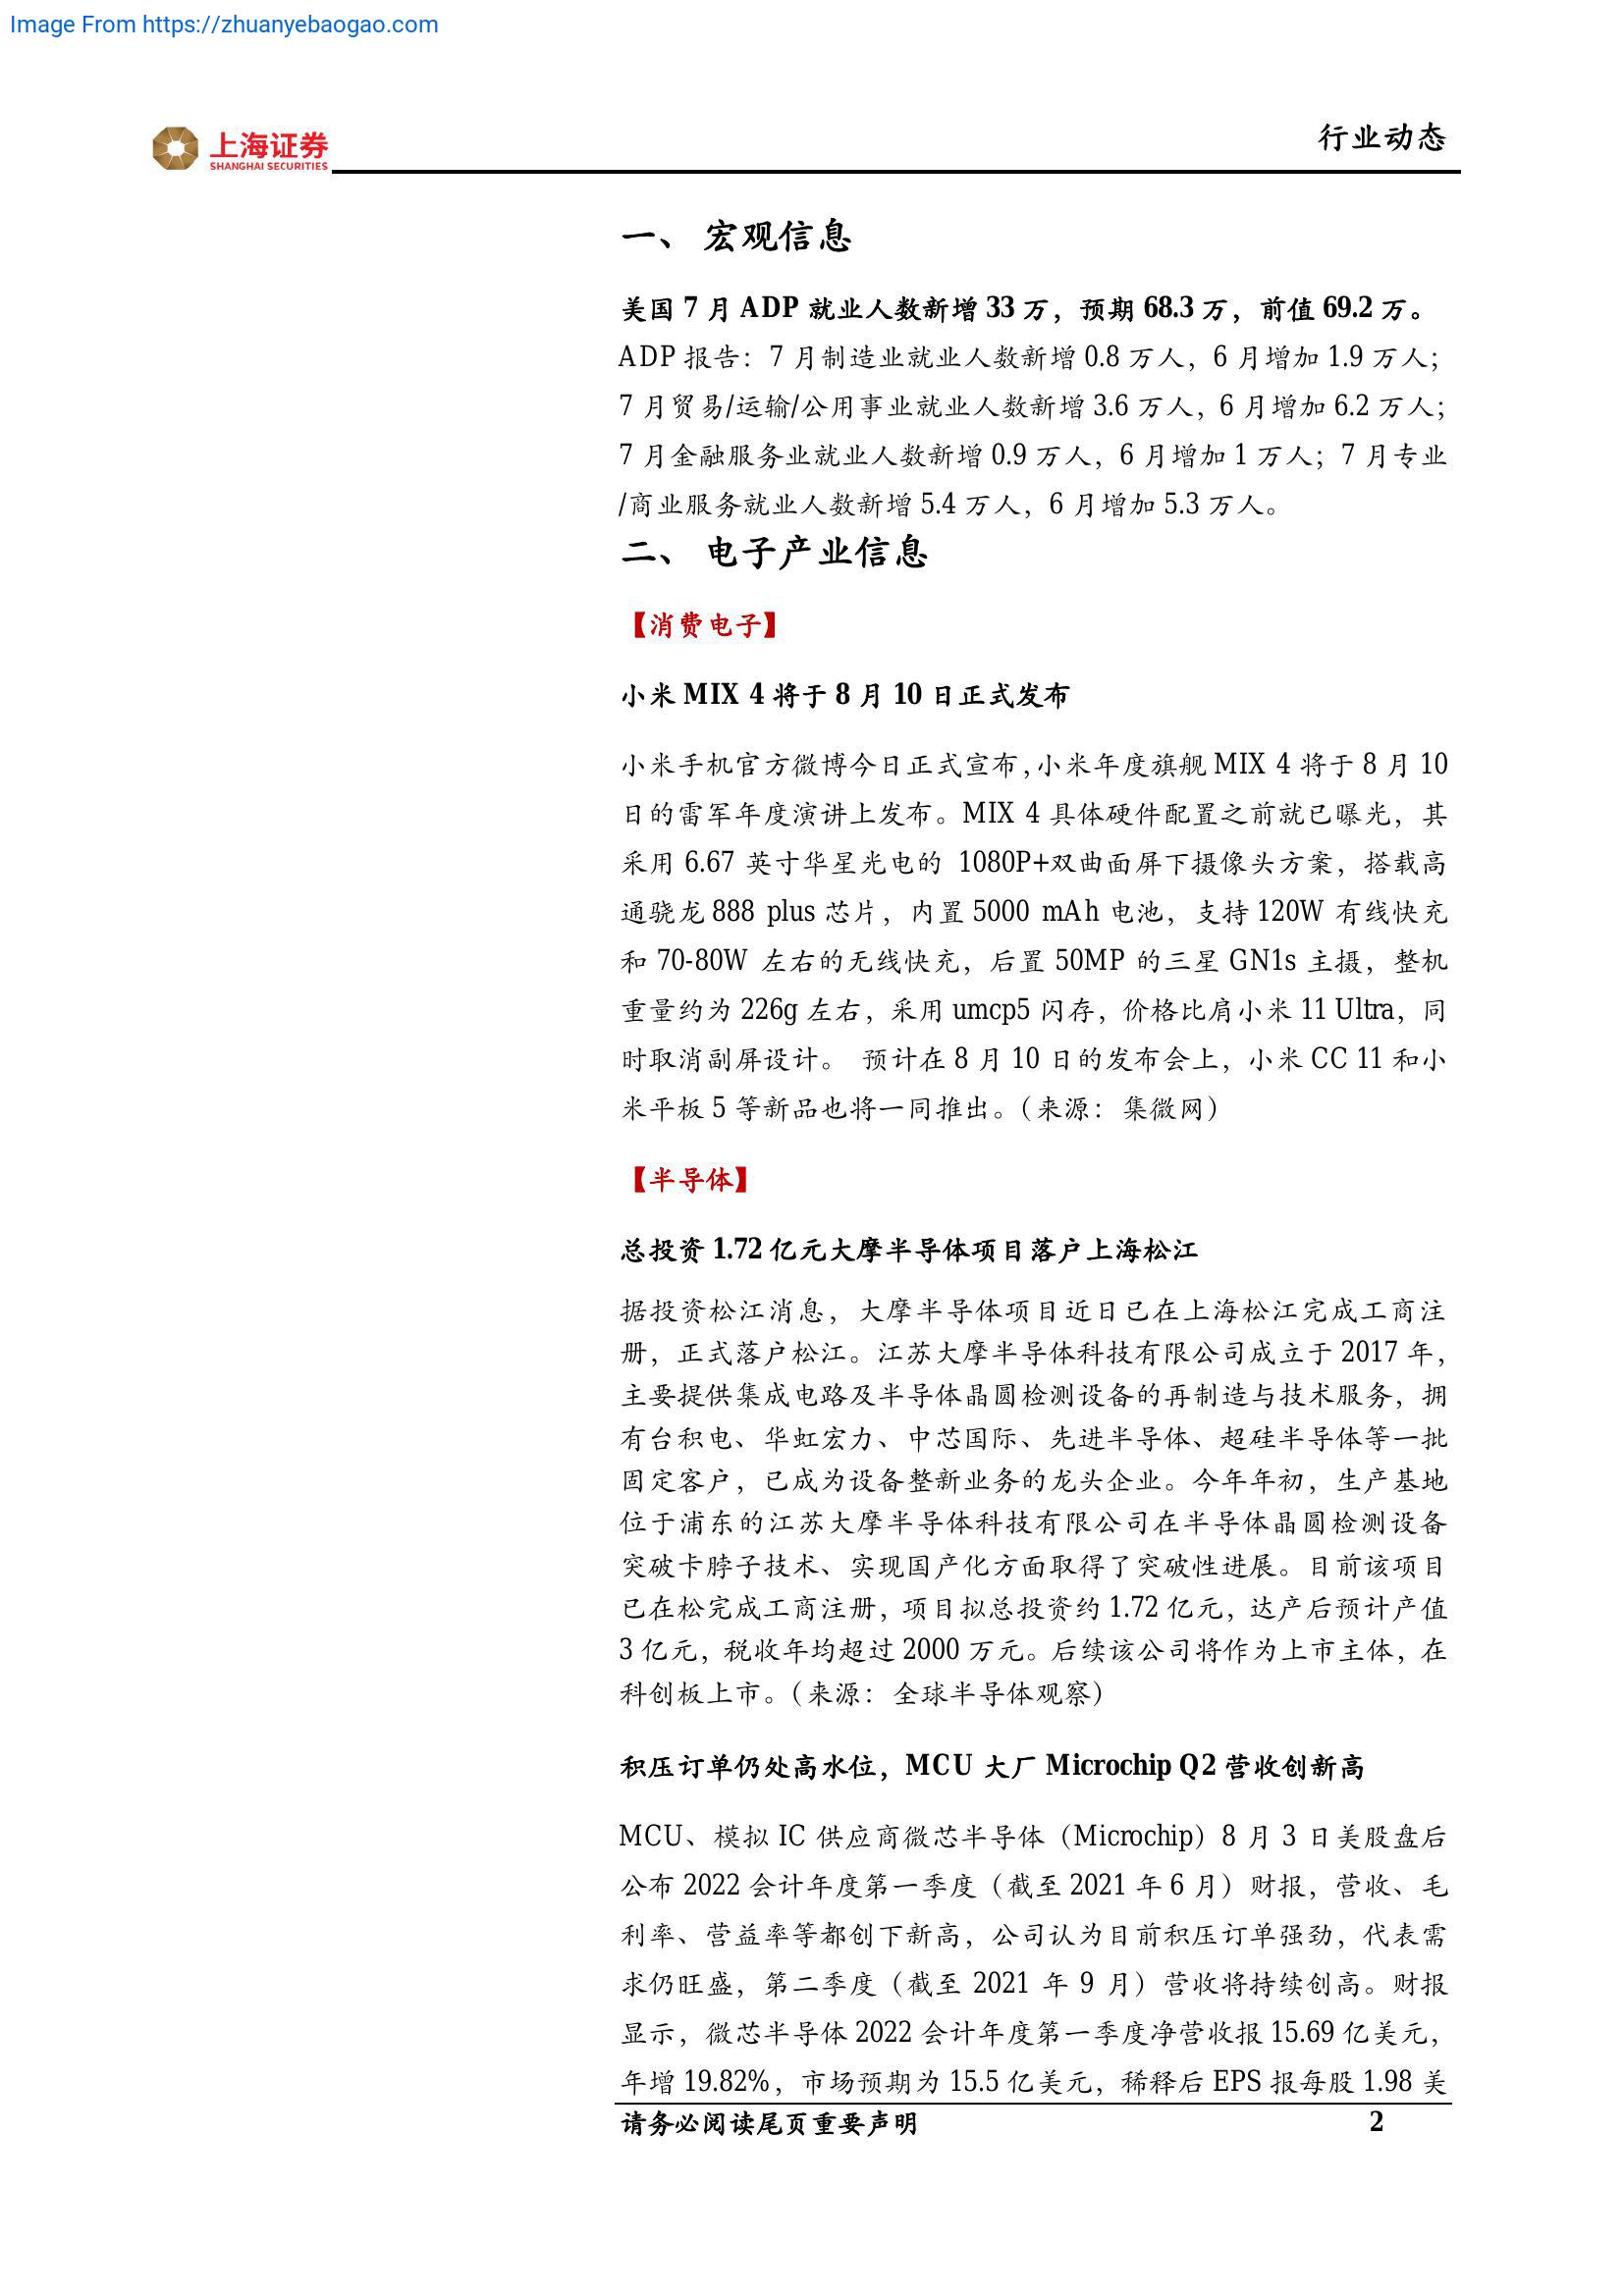 Image From https://zhuanyebaogao.com
上海证券
SHANGHAI SECURITIES
行业动态
一、 宏观信息
美国 7 月 ADP 就业人数新增 33 万，预期 68.3 万，前值 69.2 万。
ADP 报告：7 月制造业就业人数新增 0.8 万人，6 月增加 1.9 万人；
7 月贸易/运输/公用事业就业人数新增 3.6 万人，6 月增加 6.2 万人；
7 月金融服务业就业人数新增 0.9 万人，6 月增加 1 万人；7 月专业
/商业服务就业人数新增 5.4 万人，6 月增加 5.3 万人。
二、 电子产业信息
【消费电子】
小米 MIX 4 将于 8 月 10 日正式发布
小米手机官方微博今日正式宣布，小米年度旗舰 MIX 4 将于 8 月 10
日的雷军年度演讲上发布。MIX 4 具体硬件配置之前就已曝光，其
采用 6.67 英寸华星光电的 1080P+双曲面屏下摄像头方案，搭载高
通骁龙 888 plus 芯片，内置 5000 mAh 电池，支持 120W 有线快充
和 70-80W 左右的无线快充，后置 50MP 的三星 GN1s 主摄，整机
重量约为 226g 左右，采用 umcp5 闪存，价格比肩小米 11 Ultra，同
时取消副屏设计。 预计在 8 月 10 日的发布会上，小米 CC 11 和小
米平板 5 等新品也将一同推出。（来源：集微网）
【半导体】
总投资 1.72 亿元大摩半导体项目落户上海松江
据投资松江消息，大摩半导体项目近日已在上海松江完成工商注
册，正式落户松江。江苏大摩半导体科技有限公司成立于 2017 年，
主要提供集成电路及半导体晶圆检测设备的再制造与技术服务，拥
有台积电、华虹宏力、中芯国际、先进半导体、超硅半导体等一批
固定客户，已成为设备整新业务的龙头企业。今年年初，生产基地
位于浦东的江苏大摩半导体科技有限公司在半导体晶圆检测设备
突破卡脖子技术、实现国产化方面取得了突破性进展。目前该项目
已在松完成工商注册，项目拟总投资约 1.72 亿元，达产后预计产值
3 亿元，税收年均超过 2000 万元。后续该公司将作为上市主体，在
科创板上市。（来源：全球半导体观察）
积压订单仍处高水位，MCU 大厂 Microchip Q2 营收创新高
MCU、模拟 IC 供应商微芯半导体（Microchip）8 月 3 日美股盘后
公布 2022 会计年度第一季度（截至 2021 年 6 月）财报，营收、毛
利率、营益率等都创下新高，公司认为目前积压订单强劲，代表需
求仍旺盛，第二季度（截至 2021 年 9 月）营收将持续创高。财报
显示，微芯半导体 2022 会计年度第一季度净营收报 15.69 亿美元，
年增 19.82%，市场预期为 15.5 亿美元，稀释后 EPS 报每股 1.98 美
请务必阅读尾页重要声明
2